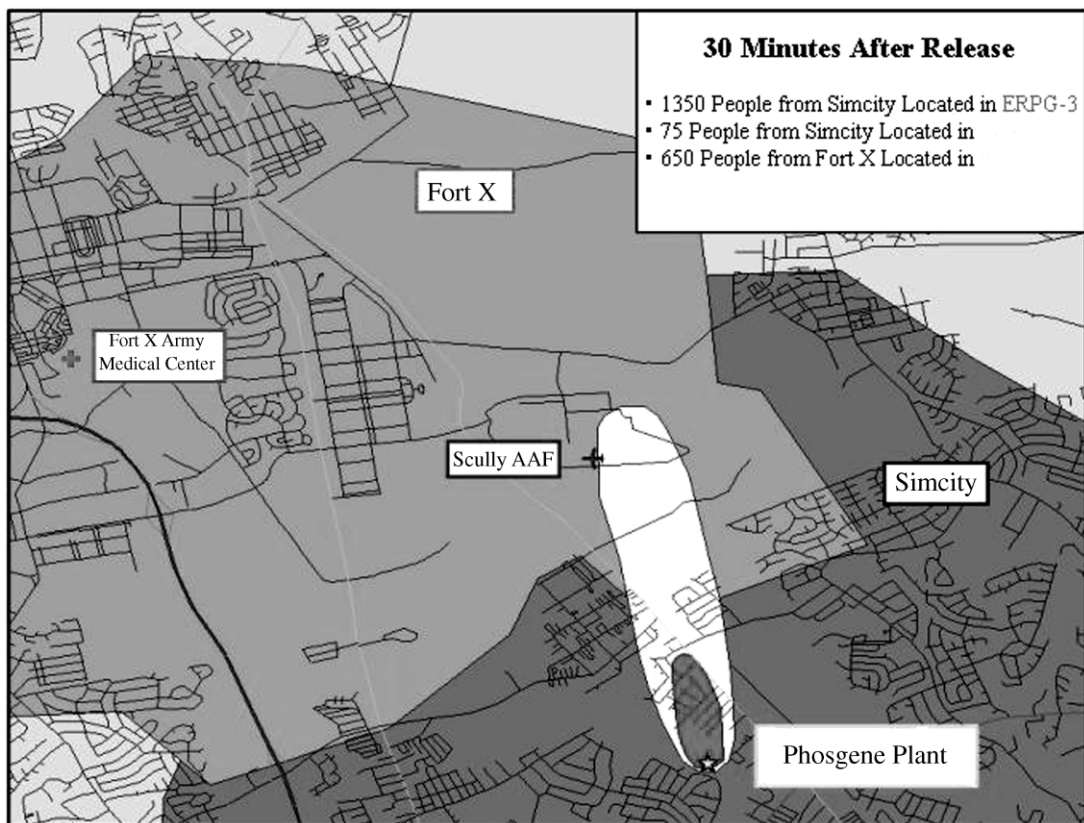 30 Minutes After Release
▪ 1350 People from Simcity Located in ERPG-3
▪ 75 People from Simcity Located in
▪ 650 People from Fort X Located in
Fort X
Fort X Army
Medical Center
Scully AAF
Simcity
Phosgene Plant